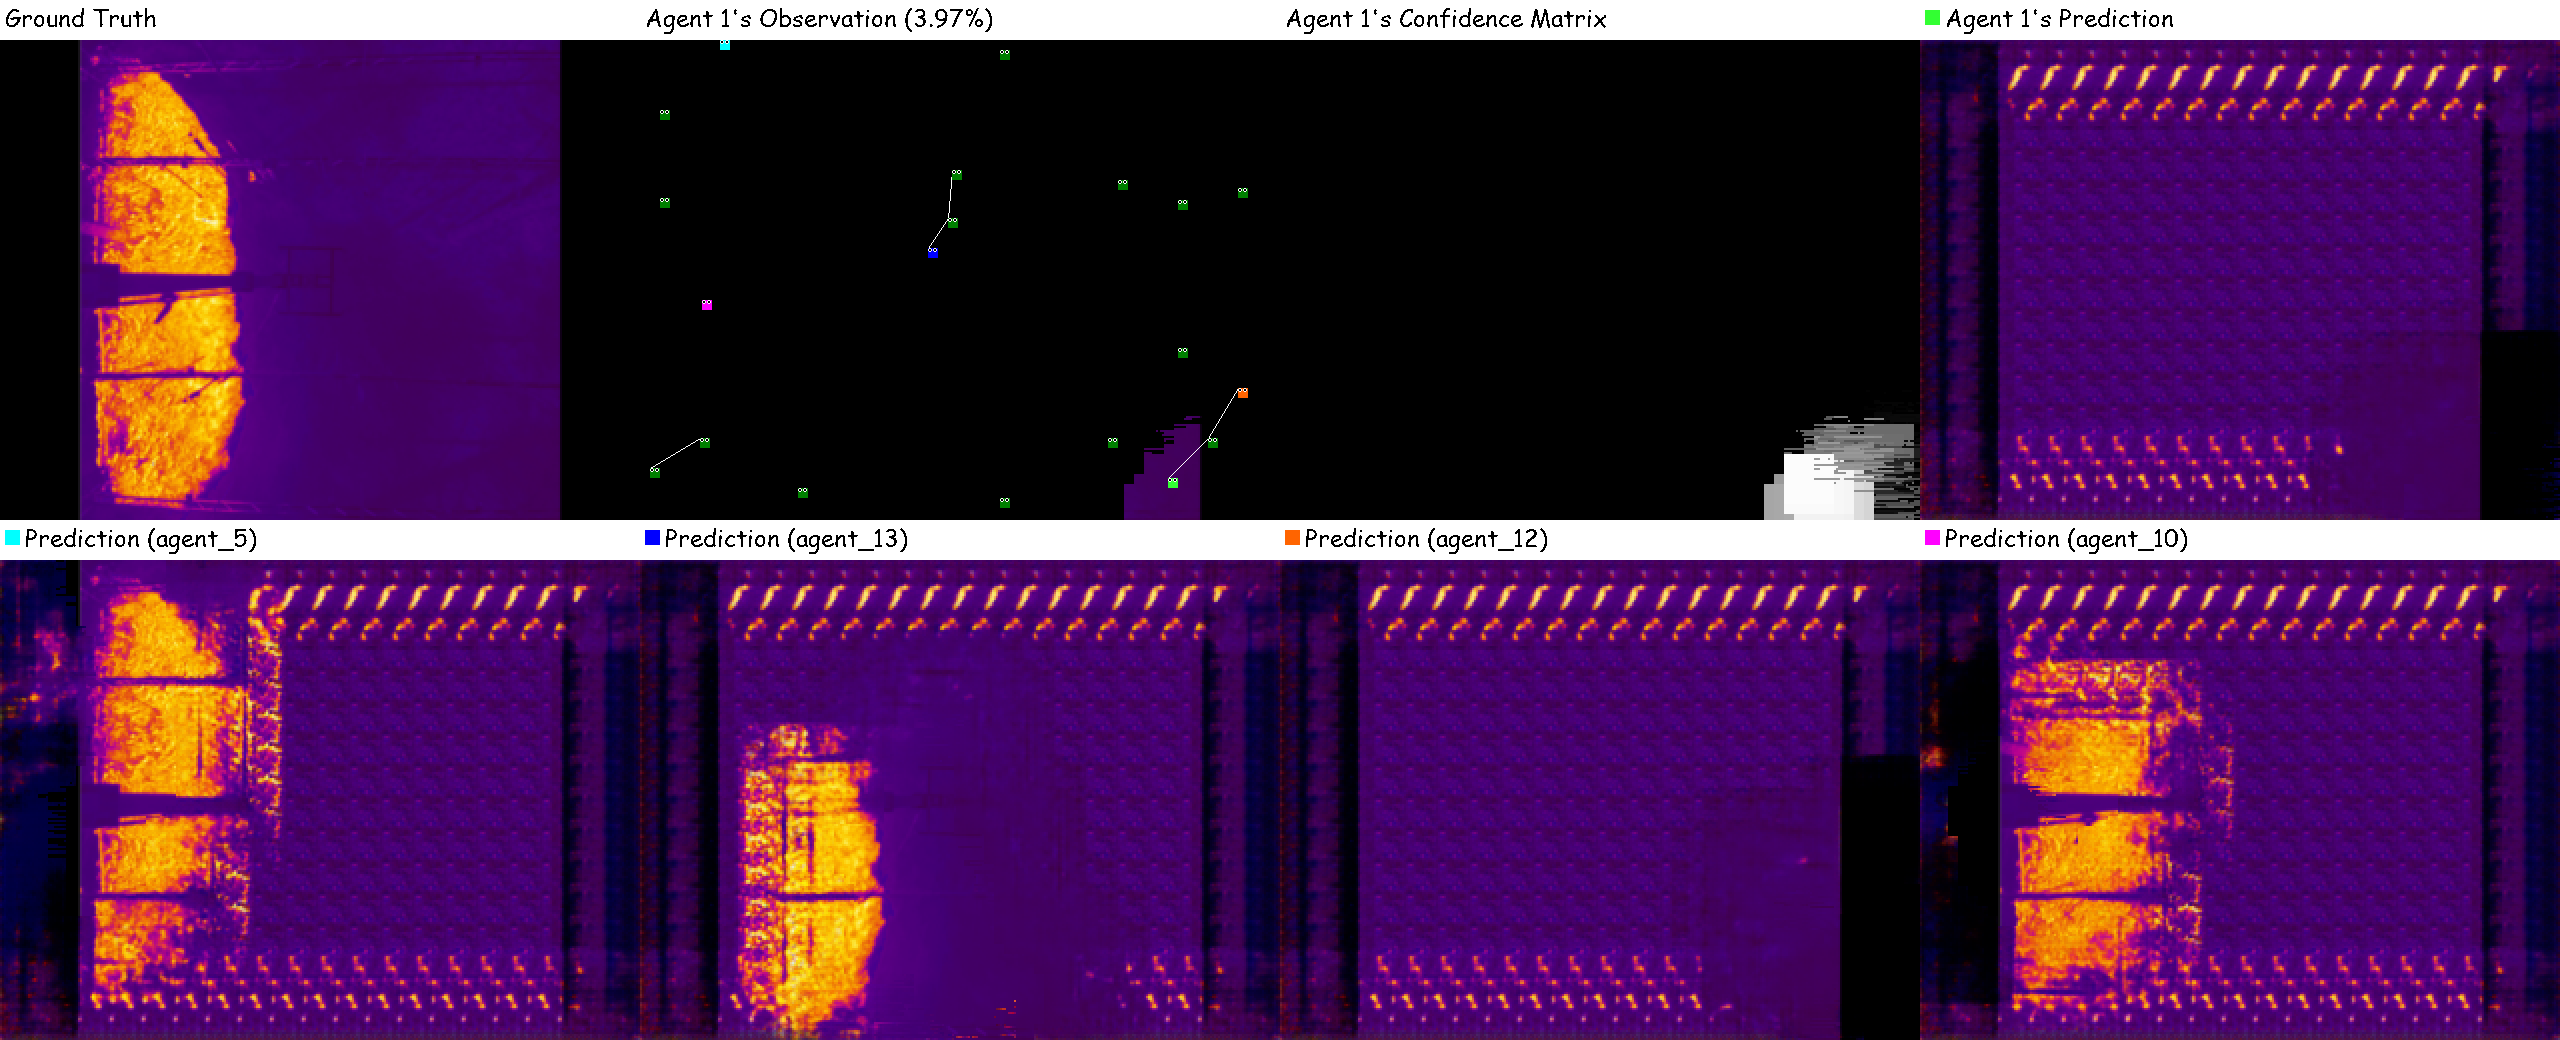 Ground Truth
Agent 1's Observation (3.97%)
Agent 1's Confidence Matrix
Agent 1's Prediction
Prediction (agent_5)
Prediction (agent_13)
Prediction (agent_12)
Prediction (agent_10)